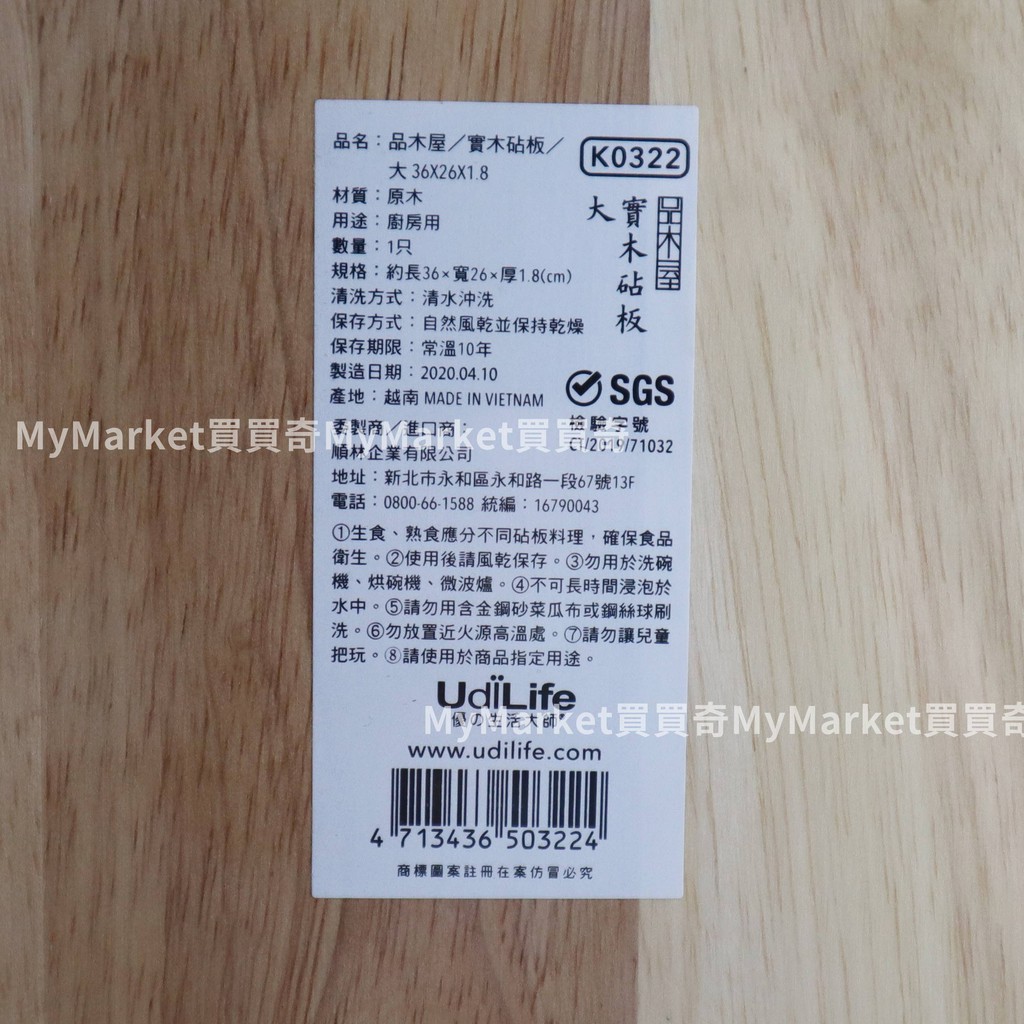 品名：品木屋／實木砧板／
大 36X26X1.8
K0322
材質：原木
用途：廚房用
數量：1只
規格：約長36×寬26×厚1.8(cm)
清洗方式：清水沖洗
保存方式：自然風乾並保持乾燥
保存期限：常溫10年
製造日期：2020.04.10
產地：越南 MADE IN VIETNAM
品木屋
實木砧板
大
SGS
檢驗字號
CT/2019/71032
MyMarket買買奇MyMarket買買奇
委製商／進口商：
順林企業有限公司
地址：新北市永和區永和路一段67號13F
電話：0800-66-1588 統編：16790043
①生食、熟食應分不同砧板料理，確保食品
衛生。②使用後請風乾保存。③勿用於洗碗
機、烘碗機、微波爐。④不可長時間浸泡於
水中。⑤請勿用含金鋼砂菜瓜布或鋼絲球刷
洗。⑥勿放置近火源高溫處。⑦請勿讓兒童
把玩。⑧請使用於商品指定用途。
UdiLife
優の生活大師
MyMarket買買奇MyMarket買買奇
www.udilife.com
4 713436 503224
商標圖案註冊在案仿冒必究